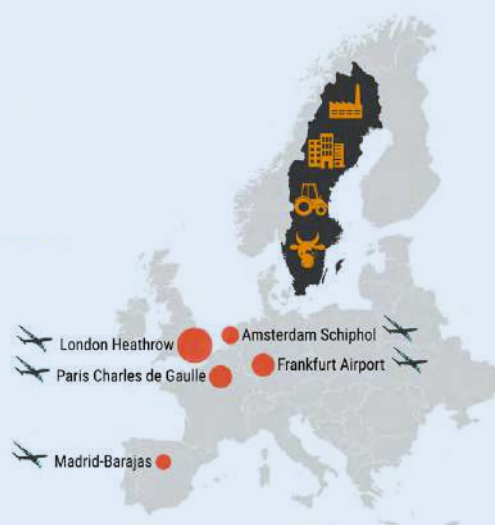 London Heathrow
Amsterdam Schiphol
Paris Charles de Gaulle
Frankfurt Airport
Madrid-Barajas